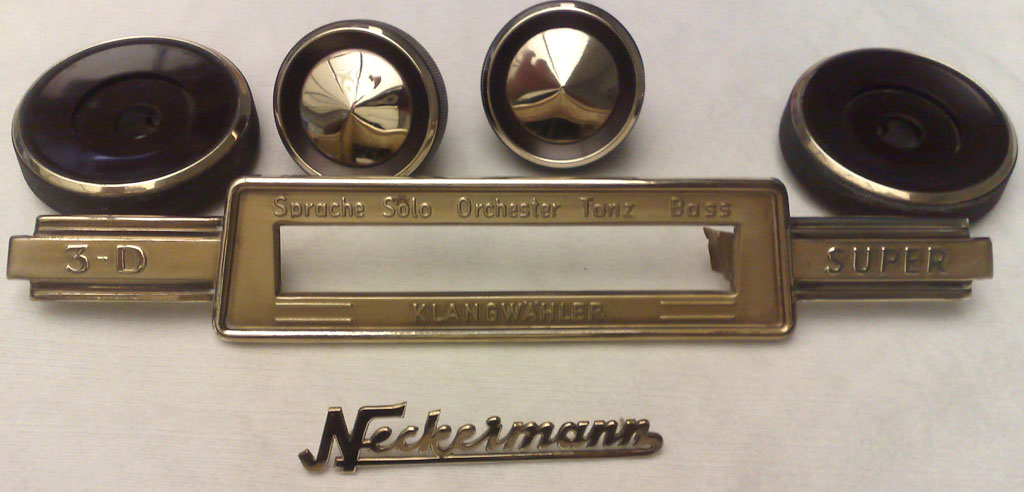 Sprache Solo Orchester Tanz Bass
3-D SUPER
KLANGWÄHLER
Neckermann